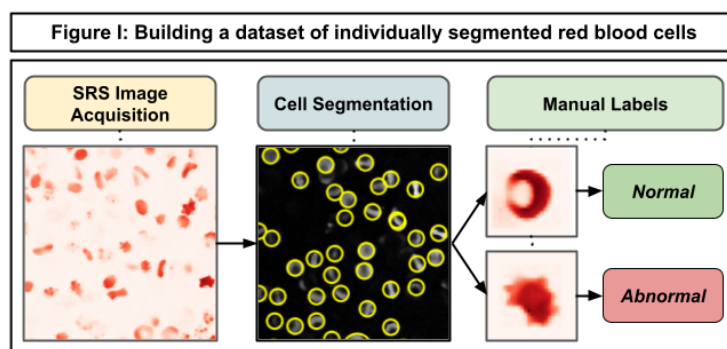 Figure I: Building a dataset of individually segmented red blood cells
SRS Image
Acquisition
Cell Segmentation
Manual Labels
Normal
Abnormal